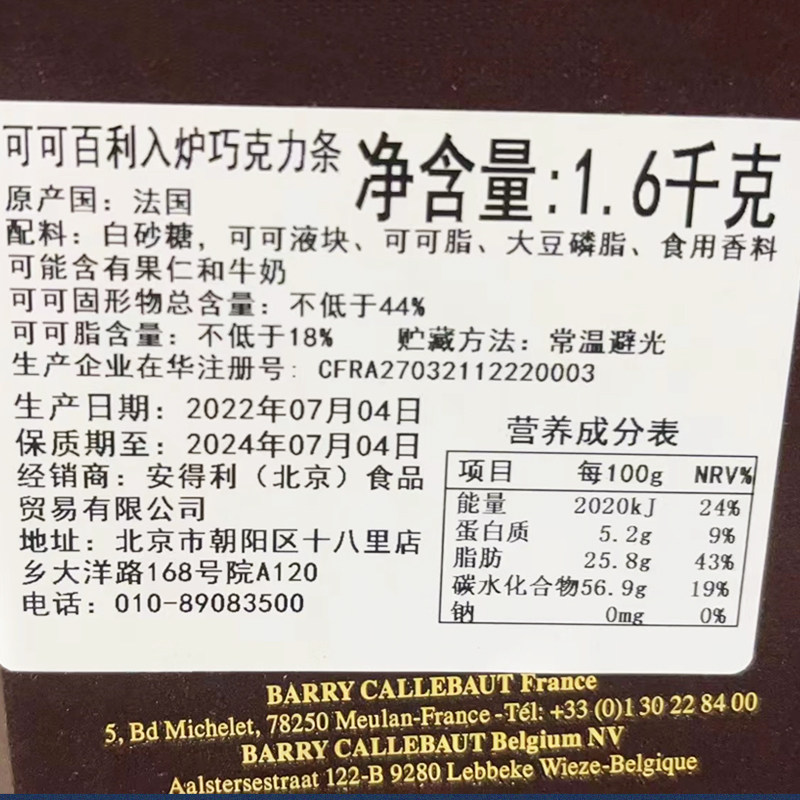 可可百利入炉巧克力条
净含量:1.6千克
原产国：法国
配料：白砂糖，可可液块、可可脂、大豆磷脂、食用香料
可能含有果仁和牛奶
可可固形物总含量：不低于44%
可可脂含量：不低于18% 贮藏方法：常温避光
生产企业在华注册号: CFRA27032112220003
生产日期：2022年07月04日
保质期至：2024年07月04日
经销商：安得利（北京）食品
贸易有限公司
地址：北京市朝阳区十八里店
乡大洋路168号院A120
电话：010-89083500
营养成分表
项目 每100g NRV%
能量 2020kJ 24%
蛋白质 5.2g 9%
脂肪 25.8g 43%
碳水化合物56.9g 19%
钠 0mg 0%
BARRY CALLEBAUT France
5, Bd Michelet, 78250 Meulan-France-Tél: +33 (0)1 30 22 84 00
BARRY CALLEBAUT Belgium NV
Aalstersestraat 122-B 9280 Lebbeke Wieze-Belgique